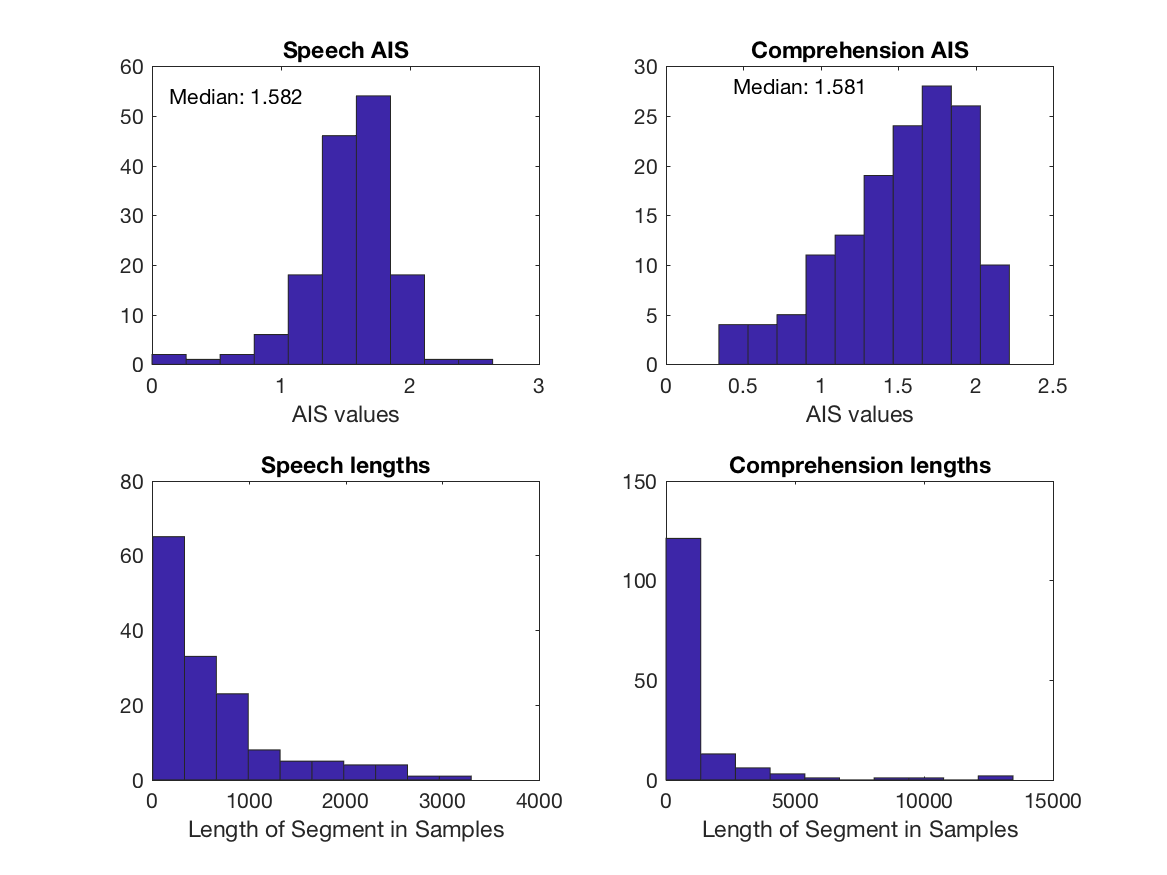 Speech AIS
60
50
40
30
20
10
0
Median: 1.582
0 1 2 3
AIS values
Comprehension AIS
30
25
20
15
10
5
0
Median: 1.581
0 0.5 1 1.5 2 2.5
AIS values
Speech lengths
80
60
40
20
0
0 1000 2000 3000 4000
Length of Segment in Samples
Comprehension lengths
150
100
50
0
0 5000 10000 15000
Length of Segment in Samples